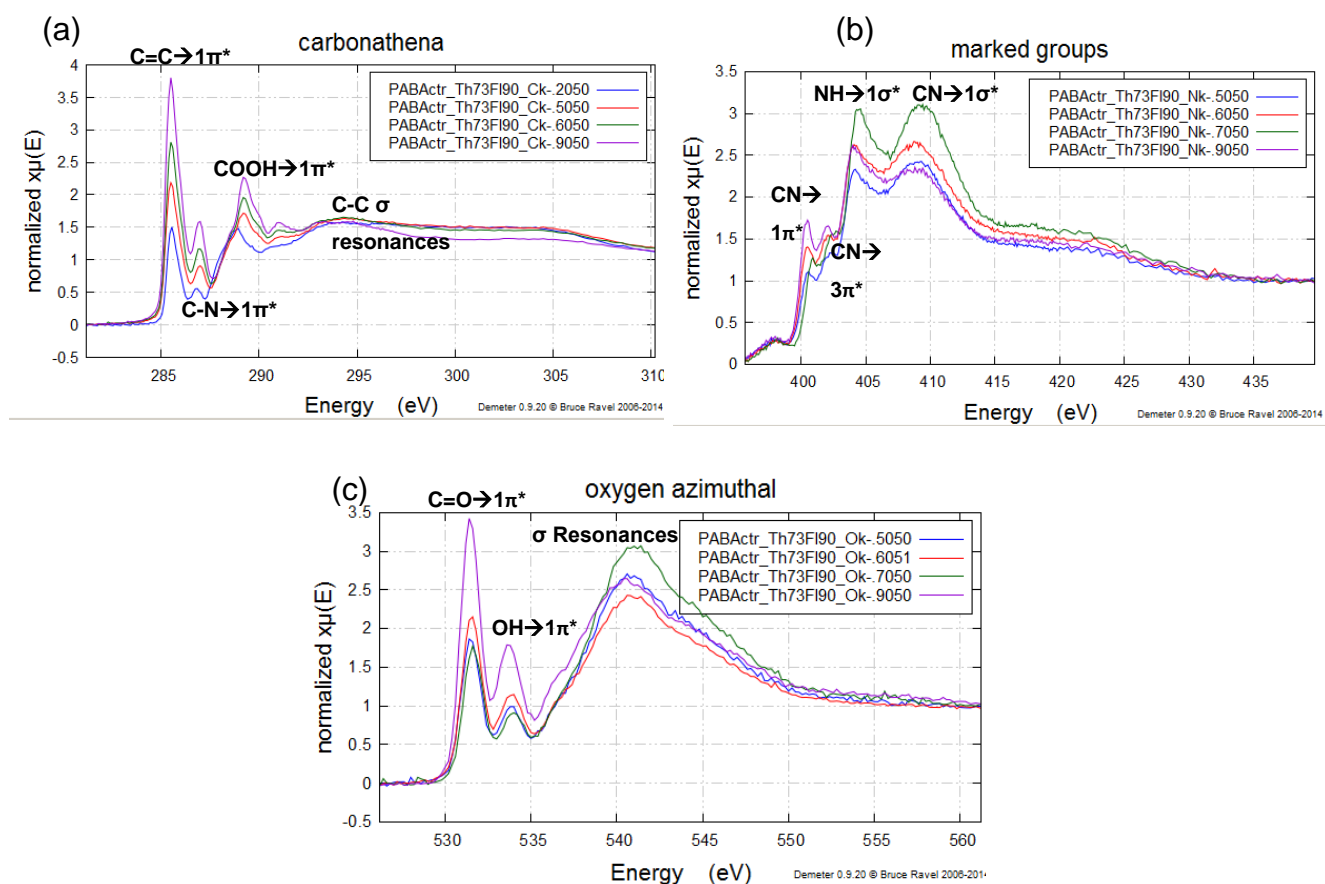 (a)
carbonathena
C=C→1π*
PABActr_Th73Fl90_Ck-.2050
PABActr_Th73Fl90_Ck-.5050
PABActr_Th73Fl90_Ck-.6050
PABActr_Th73Fl90_Ck-.9050
COOH→1π*
C-C σ
resonances
C-N→1π*
normalized xμ(E)
4
3.5
3
2.5
2
1.5
1
0.5
0
-0.5
285 290 295 300 305 310
Energy (eV)
Demeter 0.9.20 © Bruce Ravel 2006-2014
(b)
marked groups
NH→1σ* CN→1σ*
PABActr_Th73Fl90_Nk-.5050
PABActr_Th73Fl90_Nk-.6050
PABActr_Th73Fl90_Nk-.7050
PABActr_Th73Fl90_Nk-.9050
CN→
1π*
CN→
3π*
normalized xμ(E)
3.5
3
2.5
2
1.5
1
0.5
0
400 405 410 415 420 425 430 435
Energy (eV)
Demeter 0.9.20 © Bruce Ravel 2006-2014
(c)
oxygen azimuthal
C=O→1π*
σ Resonances
PABActr_Th73Fl90_Ok-.5050
PABActr_Th73Fl90_Ok-.6051
PABActr_Th73Fl90_Ok-.7050
PABActr_Th73Fl90_Ok-.9050
OH→1π*
normalized xμ(E)
3.5
3
2.5
2
1.5
1
0.5
0
-0.5
530 535 540 545 550 555 560
Energy (eV)
Demeter 0.9.20 © Bruce Ravel 2006-2014